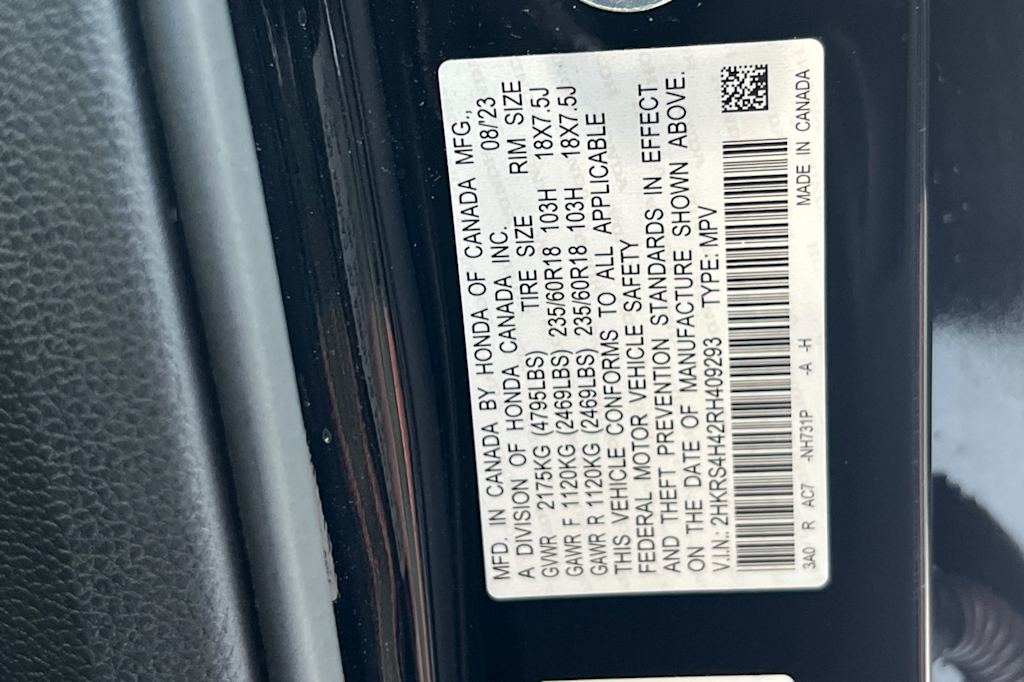 MFD. IN CANADA BY HONDA OF CANADA MFG.,
A DIVISION OF HONDA CANADA INC. 08/'23
GVWR 2175KG (4795LBS) TIRE SIZE RIM SIZE
GAWR F 1120KG (2469LBS) 235/60R18 103H 18X7.5J
GAWR R 1120KG (2469LBS) 235/60R18 103H 18X7.5J
THIS VEHICLE CONFORMS TO ALL APPLICABLE
FEDERAL MOTOR VEHICLE SAFETY
AND THEFT PREVENTION STANDARDS IN EFFECT
ON THE DATE OF MANUFACTURE SHOWN ABOVE.
V.I.N.: 2HKRS4H42RH409293 TYPE: MPV
3A0 R AC7 -NH731P -A -H MADE IN CANADA